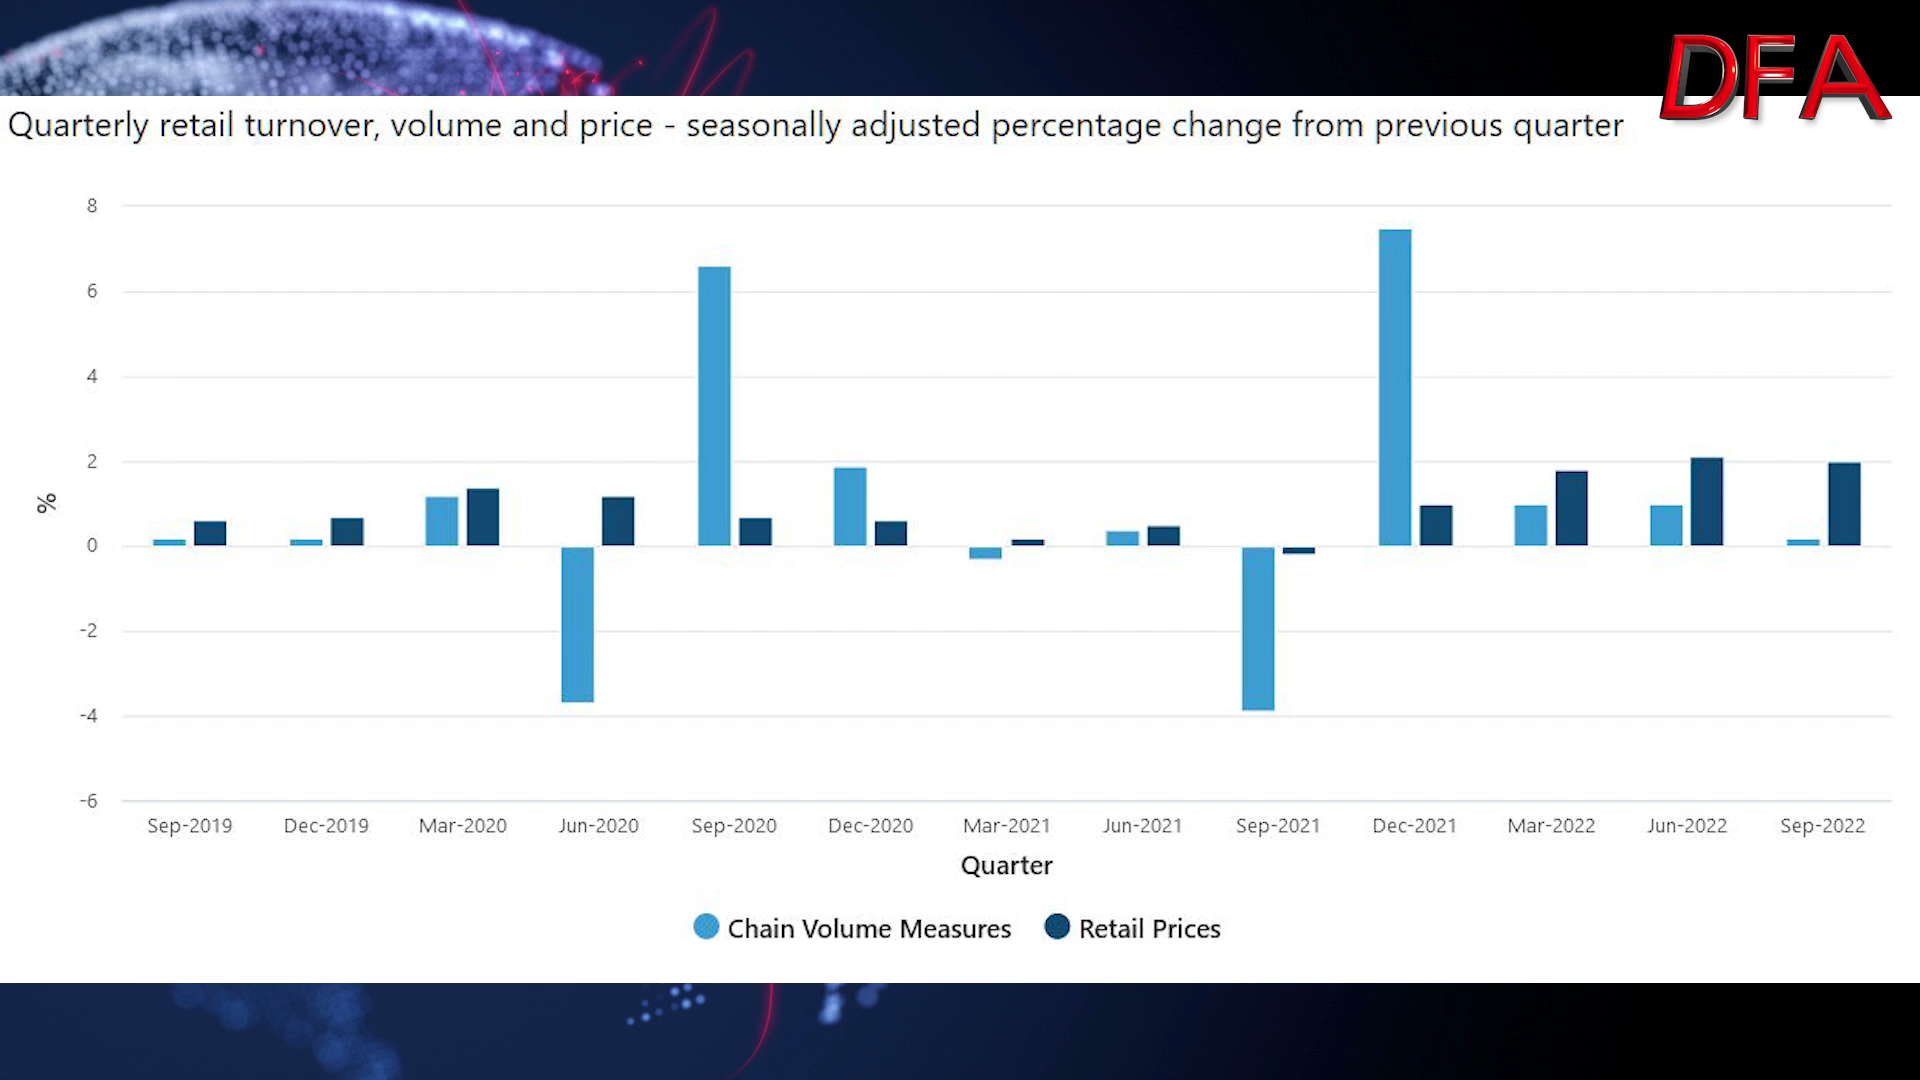 DFA
Quarterly retail turnover, volume and price - seasonally adjusted percentage change from previous quarter
8
6
4
2
0
-2
-4
-6
%
Sep-2019 Dec-2019 Mar-2020 Jun-2020 Sep-2020 Dec-2020 Mar-2021 Jun-2021 Sep-2021 Dec-2021 Mar-2022 Jun-2022 Sep-2022
Quarter
Chain Volume Measures Retail Prices